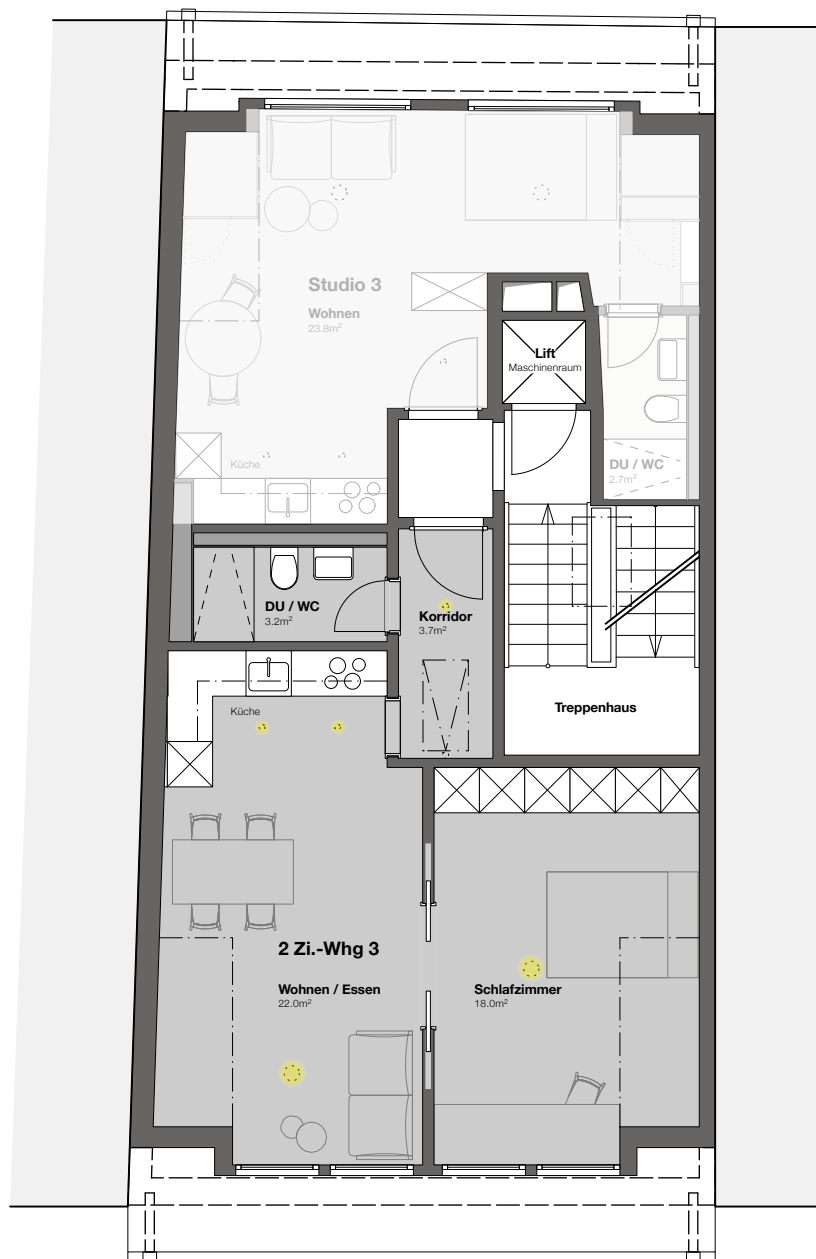 Studio 3
Wohnen
23.8m²
Lift
Maschinenraum
Küche
DU / WC
2.7m²
DU / WC
3.2m²
Korridor
3.7m²
Küche
Treppenhaus
2 Zi.-Whg 3
Wohnen / Essen
22.0m²
Schlafzimmer
18.0m²